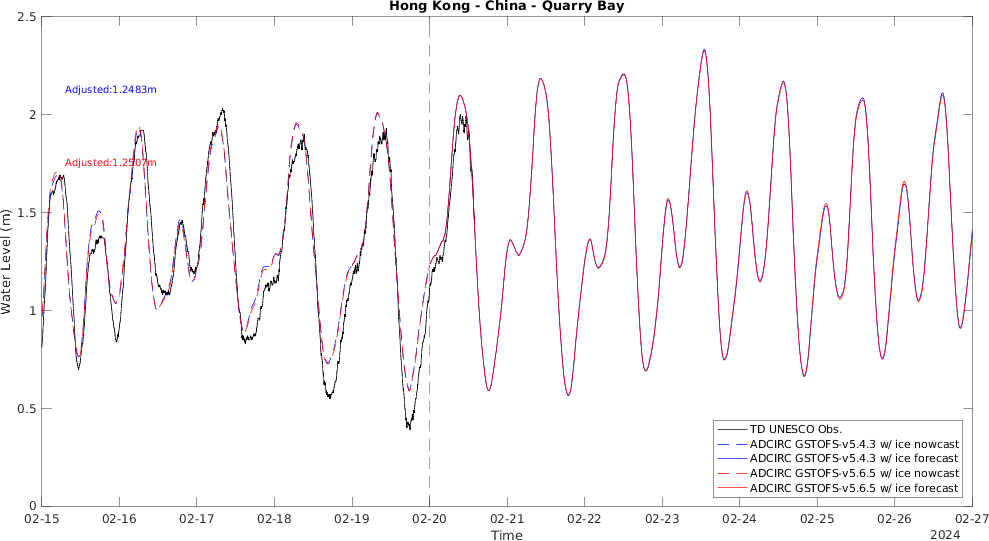 Hong Kong - China - Quarry Bay
2.5
Adjusted:1.2483m
2
Adjusted:1.2507m
1.5
Water Level (m)
1
0.5
0
TD UNESCO Obs.
ADCIRC GSTOFS-v5.4.3 w/ ice nowcast
ADCIRC GSTOFS-v5.4.3 w/ ice forecast
ADCIRC GSTOFS-v5.6.5 w/ ice nowcast
ADCIRC GSTOFS-v5.6.5 w/ ice forecast
02-15 02-16 02-17 02-18 02-19 02-20 02-21 02-22 02-23 02-24 02-25 02-26 02-27
Time
2024